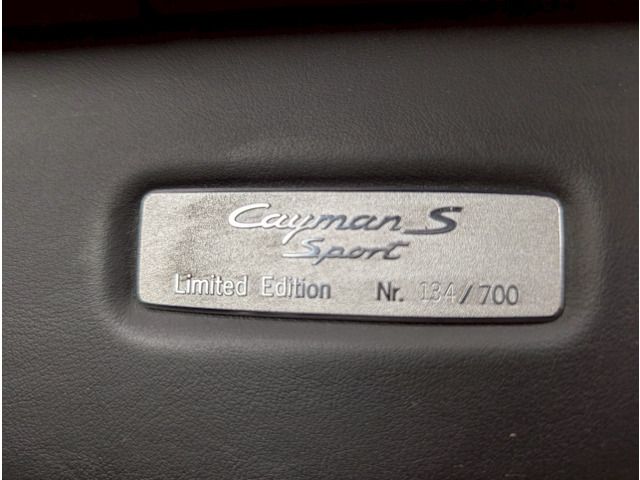 Cayman S
Sport
Limited Edition Nr. 134/700